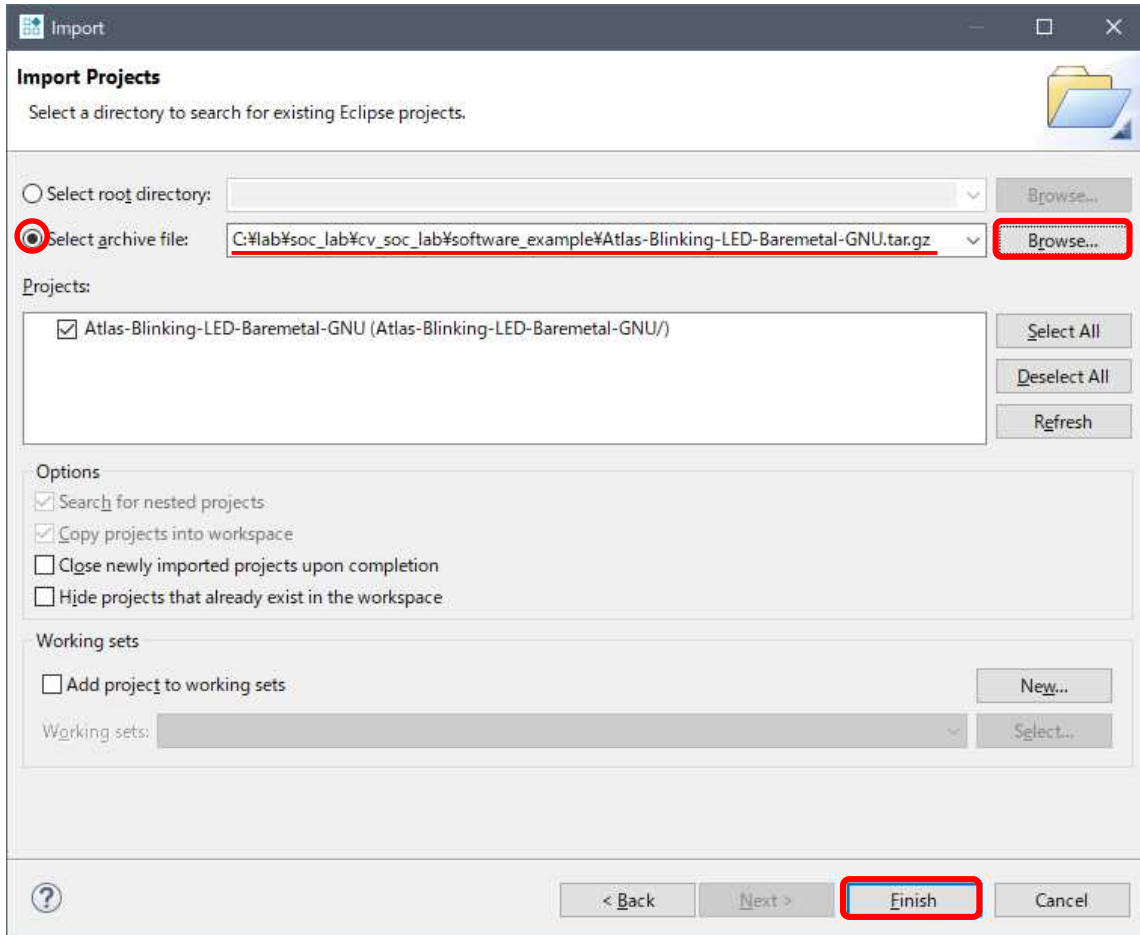 Import
Import Projects
Select a directory to search for existing Eclipse projects.
Select root directory:
Browse...
Select archive file:
C:¥lab¥soc_lab¥cv_soc_lab¥software_example¥Atlas-Blinking-LED-Baremetal-GNU.tar.gz
Browse...
Projects:
Atlas-Blinking-LED-Baremetal-GNU (Atlas-Blinking-LED-Baremetal-GNU/)
Select All
Deselect All
Refresh
Options
Search for nested projects
Copy projects into workspace
Close newly imported projects upon completion
Hide projects that already exist in the workspace
Working sets
Add project to working sets
New...
Working sets:
Select...
?
< Back
Next >
Finish
Cancel